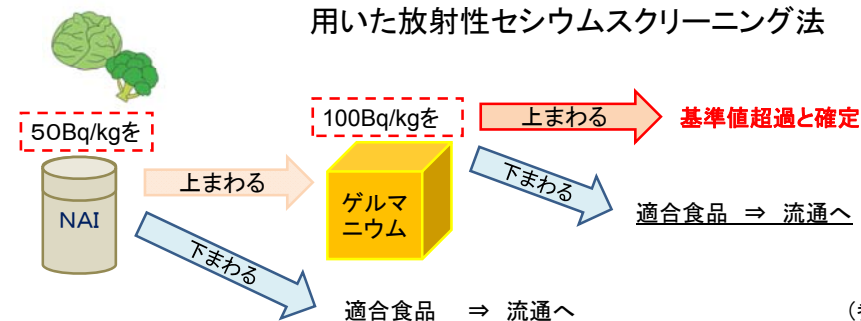 用いた放射性セシウムスクリーニング法
50Bq/kgを
100Bq/kgを
上まわる
基準値超過と確定
上まわる
下まわる
NAI
ゲルマ
ニウム
適合食品 ⇒ 流通へ
下まわる
適合食品 ⇒ 流通へ